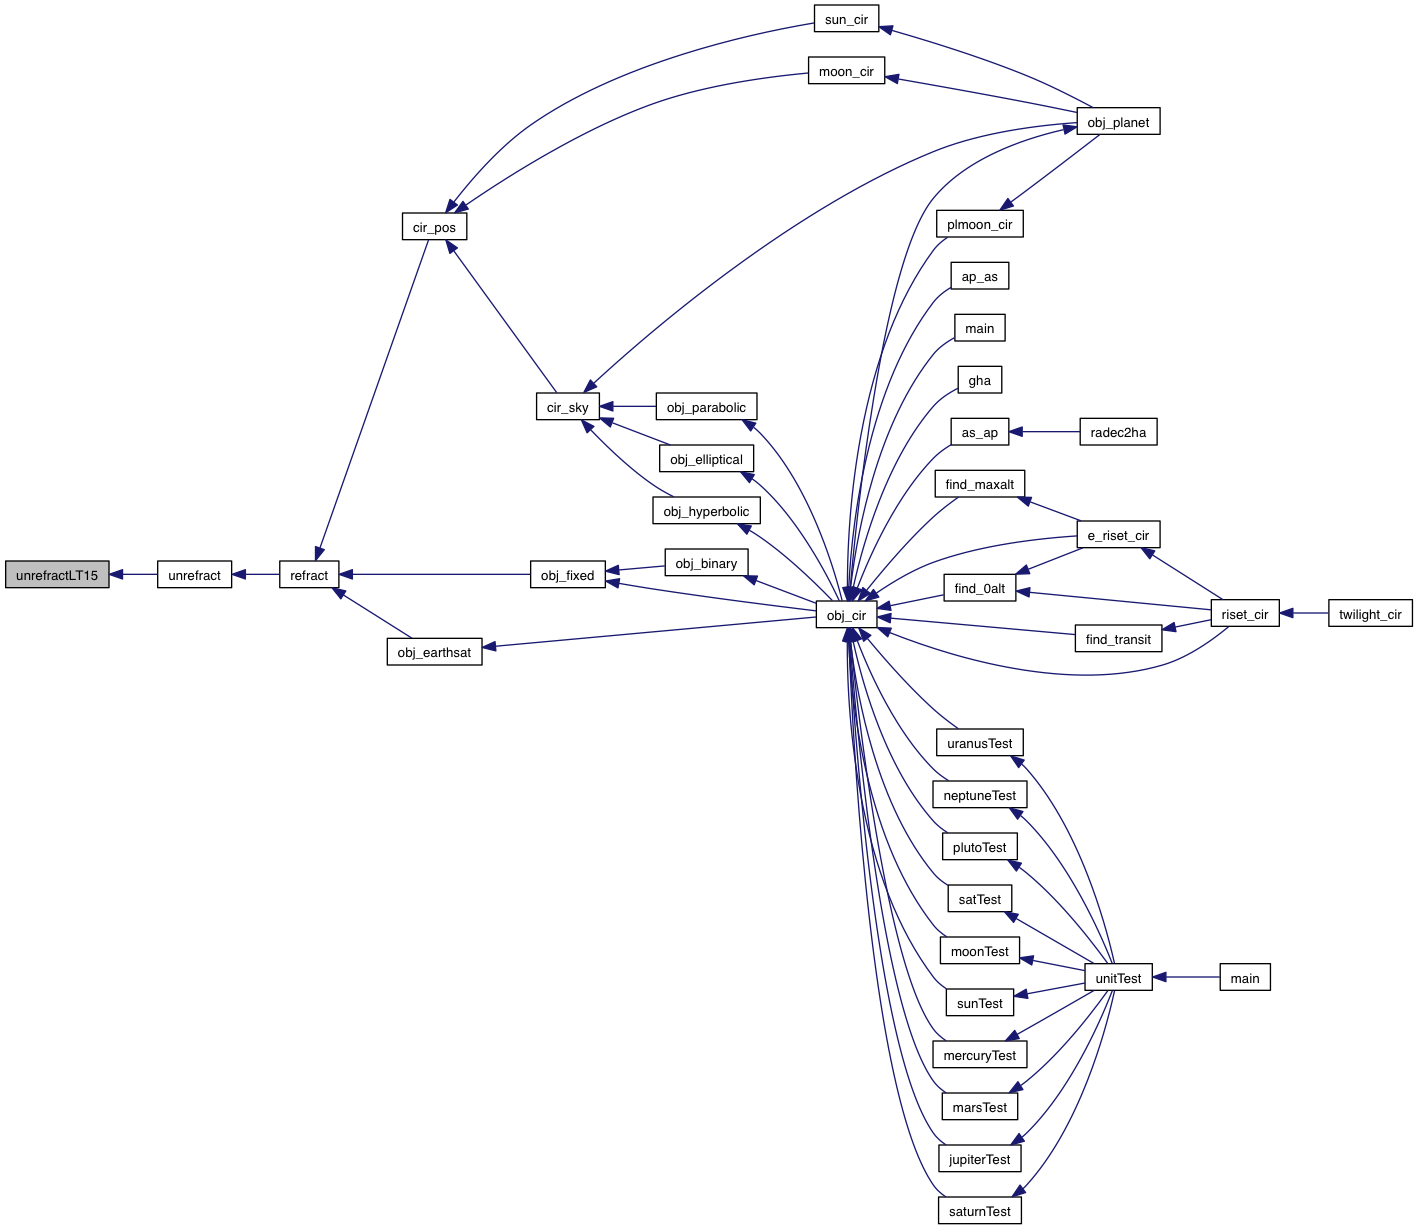 sun_cir
moon_cir
obj_planet
cir_pos
plmoon_cir
ap_as
main
gha
cir_sky
obj_parabolic
as_ap
radec2ha
obj_elliptical
find_maxalt
obj_hyperbolic
e_riset_cir
unrefractLT15
unrefract
refract
obj_fixed
obj_binary
find_0alt
obj_cir
riset_cir
twilight_cir
find_transit
obj_earthsat
uranusTest
neptuneTest
plutoTest
satTest
moonTest
unitTest
main
sunTest
mercuryTest
marsTest
jupiterTest
saturnTest